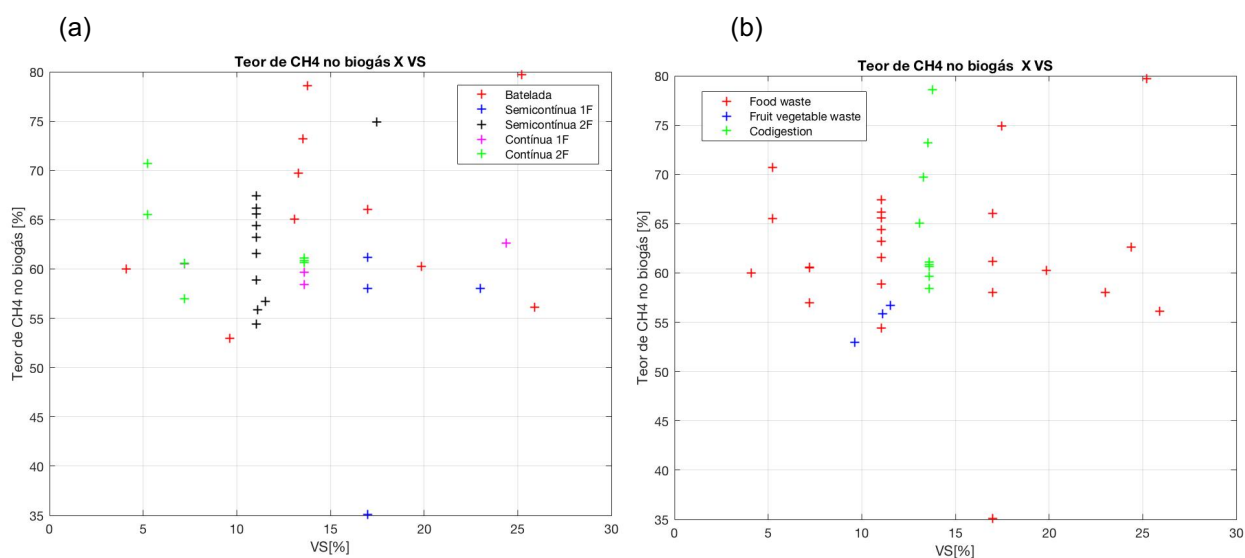 (a)
Teor de CH4 no biogás X VS
Teor de CH4 no biogás [%]
80
75
70
65
60
55
50
45
40
35
0 5 10 15 20 25 30
VS[%]
Batelada
Semicontínua 1F
Semicontínua 2F
Contínua 1F
Contínua 2F
(b)
Teor de CH4 no biogás X VS
Teor de CH4 no biogás [%]
80
75
70
65
60
55
50
45
40
35
0 5 10 15 20 25 30
VS[%]
Food waste
Fruit vegetable waste
Codigestion